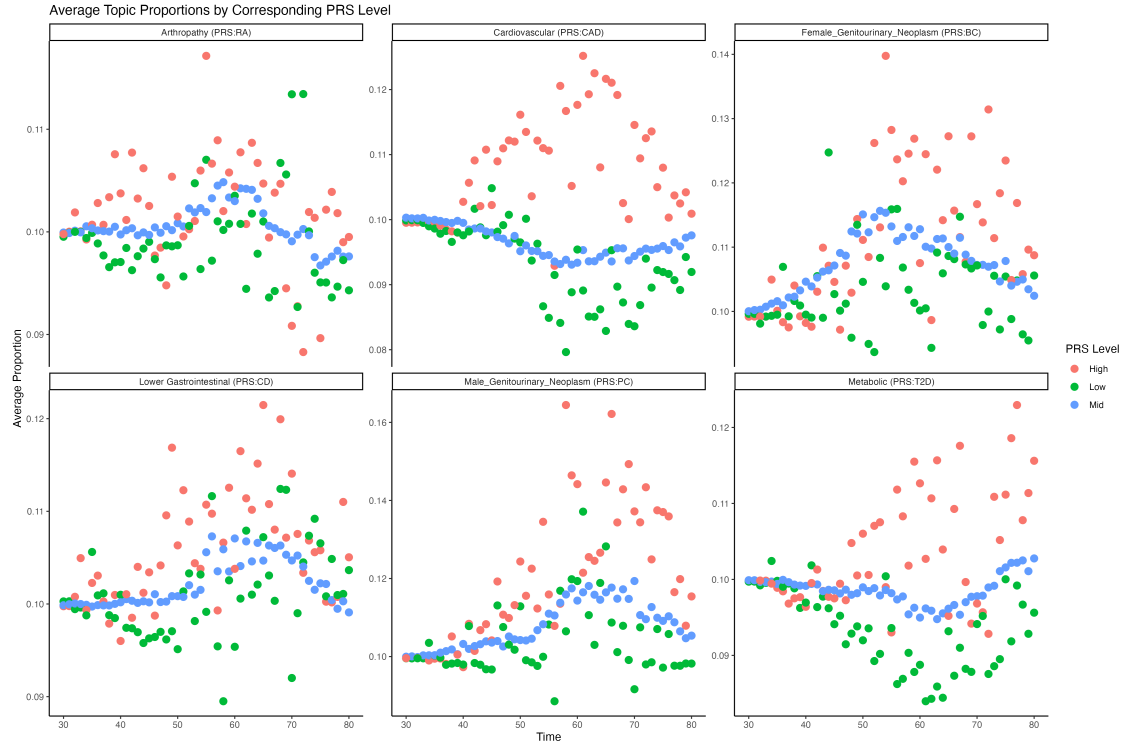 Average Topic Proportions by Corresponding PRS Level
Arthropathy (PRS:RA)
Cardiovascular (PRS:CAD)
Female_Genitourinary_Neoplasm (PRS:BC)
0.11
0.10
0.09
0.12
0.11
0.10
0.09
0.08
0.14
0.13
0.12
0.11
0.10
Average Proportion
Lower Gastrointestinal (PRS:CD)
Male_Genitourinary_Neoplasm (PRS:PC)
Metabolic (PRS:T2D)
0.12
0.11
0.10
0.09
0.16
0.14
0.12
0.10
0.12
0.11
0.10
0.09
30 40 50 60 70 80
30 40 50 60 70 80
30 40 50 60 70 80
Time
PRS Level
High
Low
Mid